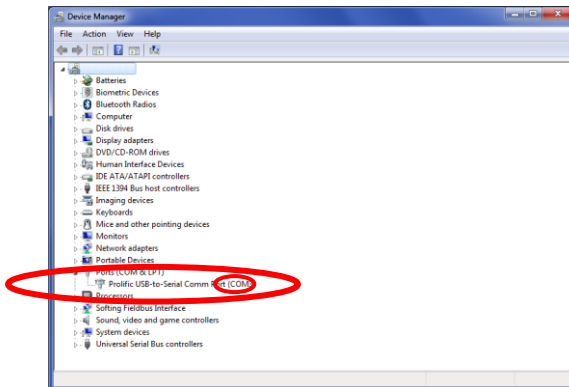 Device Manager
File Action View Help
Batteries
Biometric Devices
Bluetooth Radios
Computer
Disk drives
Display adapters
DVD/CD-ROM drives
Human Interface Devices
IDE ATA/ATAPI controllers
IEEE 1394 Bus host controllers
Imaging devices
Keyboards
Mice and other pointing devices
Monitors
Network adapters
Portable Devices
Ports (COM & LPT)
Prolific USB-to-Serial Comm Port (COM
Processors
Softing Fieldbus Interface
Sound, video and game controllers
System devices
Universal Serial Bus controllers